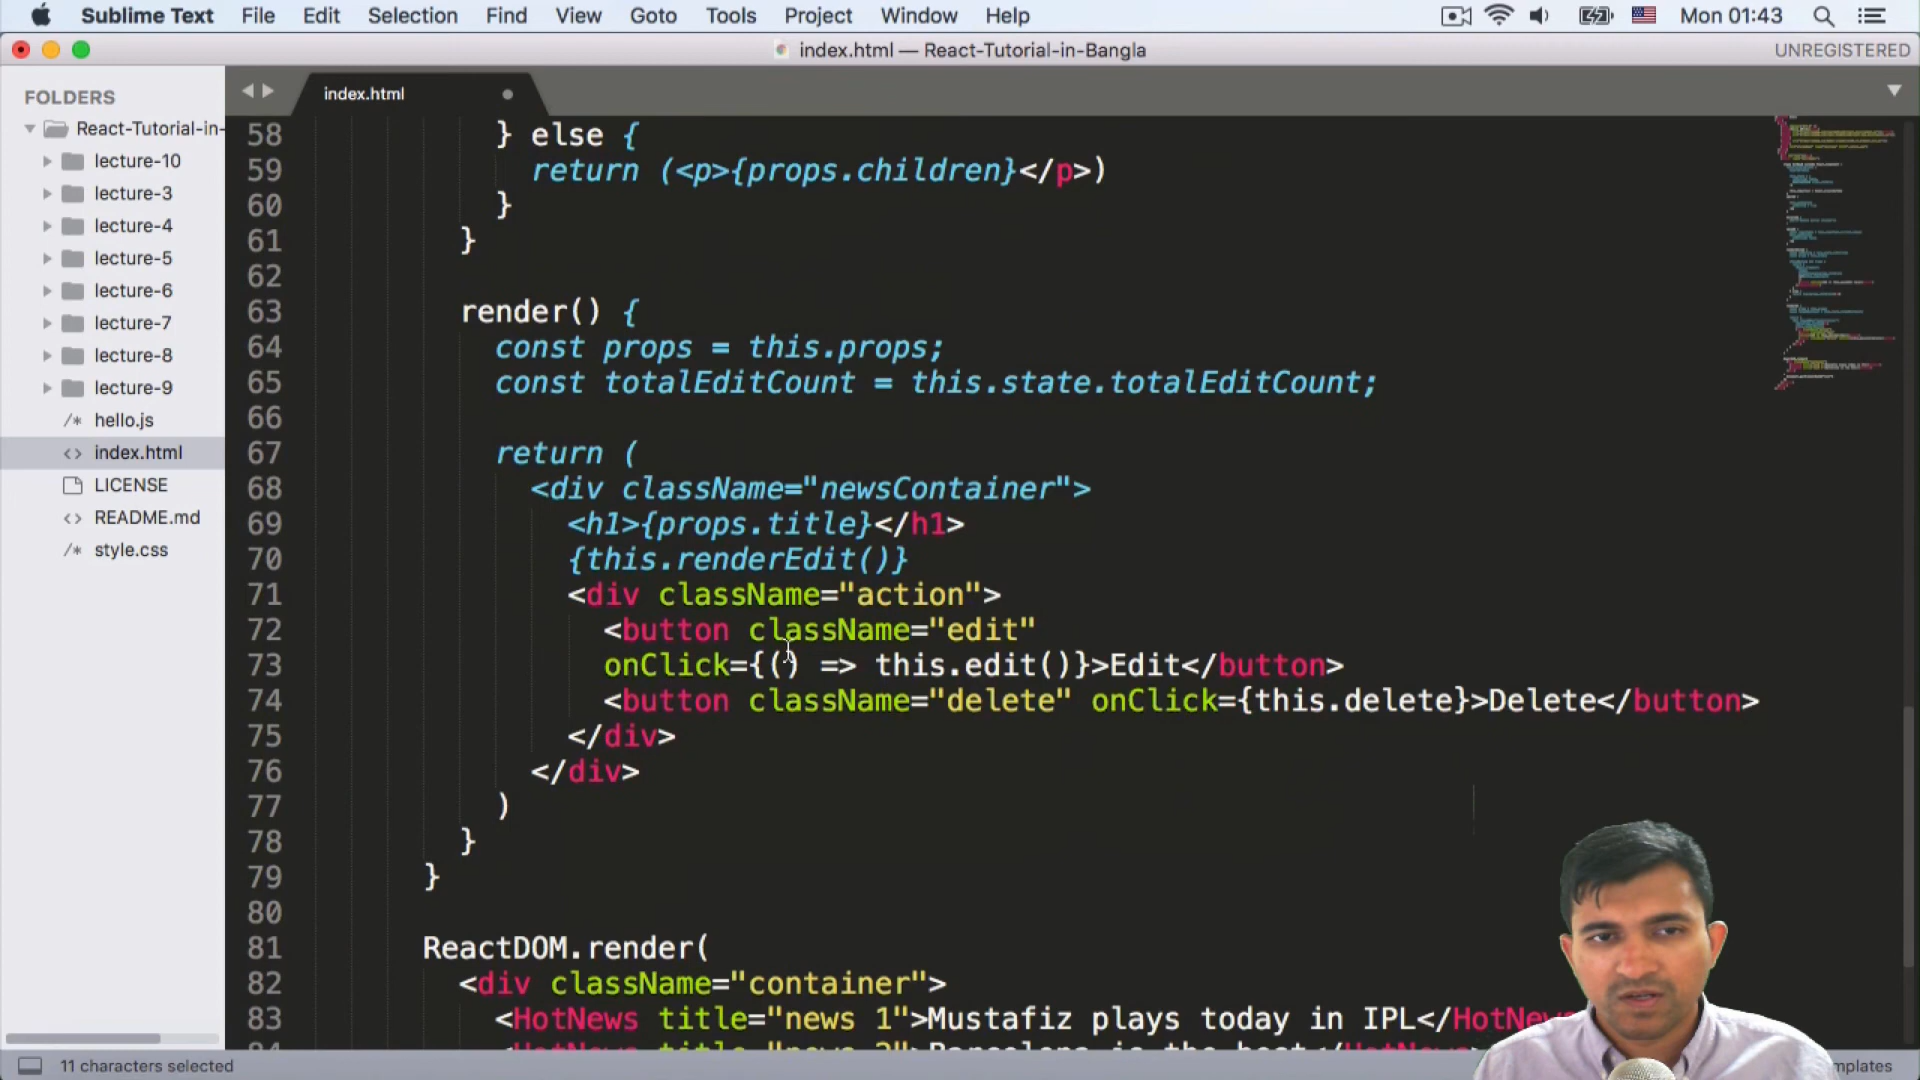 Sublime Text File Edit Selection Find View Goto Tools Project Window Help Mon 01:43
index.html — React-Tutorial-in-Bangla UNREGISTERED
FOLDERS
React-Tutorial-in-
lecture-10
lecture-3
lecture-4
lecture-5
lecture-6
lecture-7
lecture-8
lecture-9
/* hello.js
<> index.html
LICENSE
<> README.md
/* style.css
index.html
58 } else {
59 return (<p>{props.children}</p>)
60 }
61 }
62
63 render() {
64 const props = this.props;
65 const totalEditCount = this.state.totalEditCount;
66
67 return (
68 <div className="newsContainer">
69 <h1>{props.title}</h1>
70 {this.renderEdit()}
71 <div className="action">
72 <button className="edit"
73 onClick={() => this.edit()}>Edit</button>
74 <button className="delete" onClick={this.delete}>Delete</button>
75 </div>
76 </div>
77 )
78 }
79 }
80
81 ReactDOM.render(
82 <div className="container">
83 <HotNews title="news 1">Mustafiz plays today in IPL</HotNews
11 characters selected